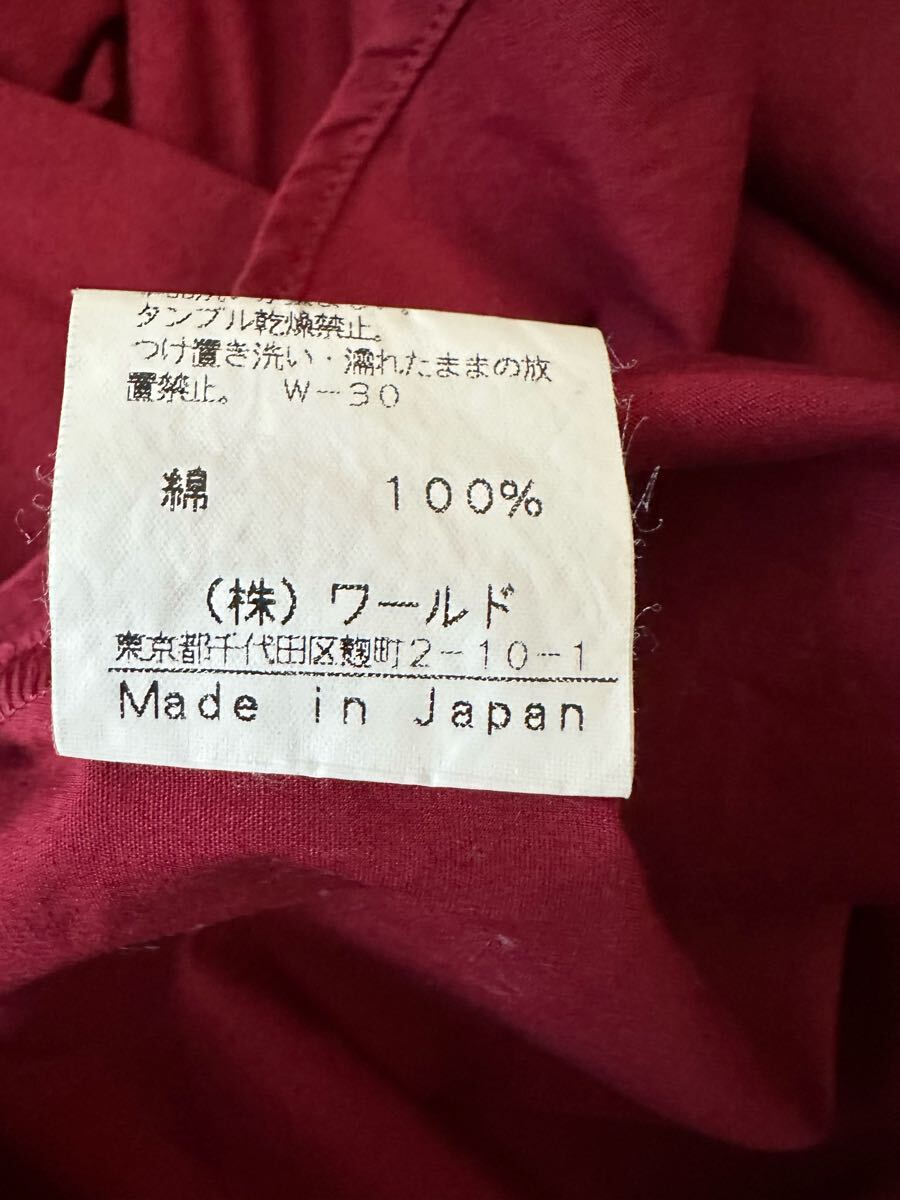 タンブル乾燥禁止。
つけ置き洗い・濡れたままの放
置禁止。 W-30
綿 100%
(株)ワールド
東京都千代田区麹町2-10-1
Made in Japan